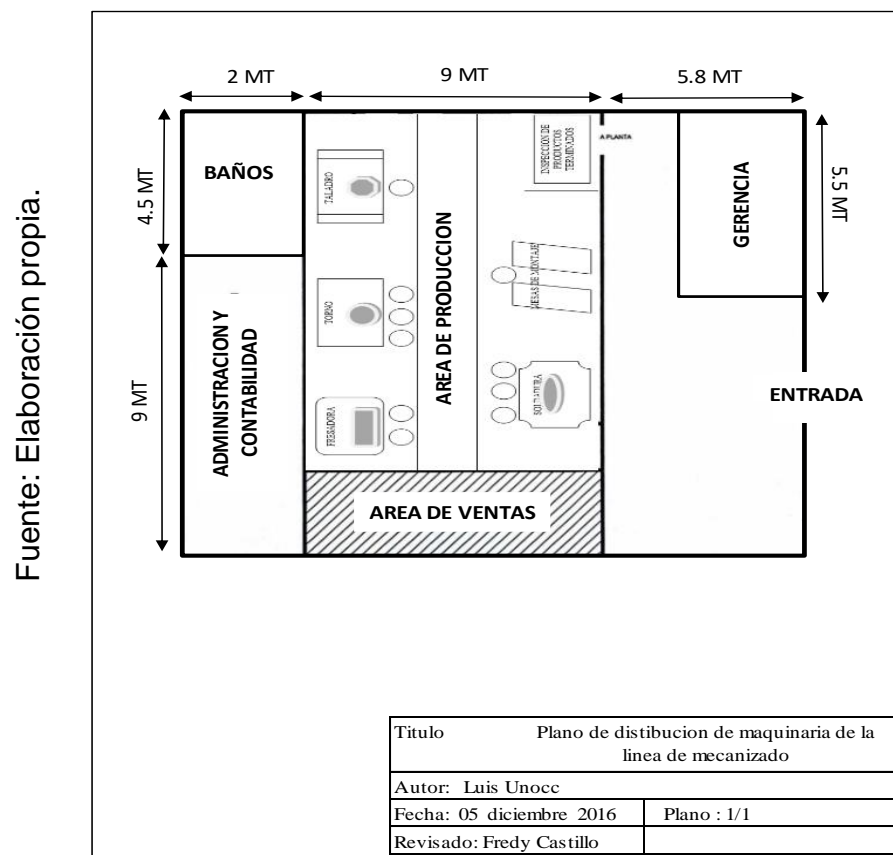 Fuente: Elaboración propia.
2 MT
9 MT
5.8 MT
4.5 MT
9 MT
5.5 MT
BAÑOS
TALADRO
INSPECCION DE
PRODUCTOS
TERMINADOS
A PLANTA
GERENCIA
TORNO
AREA DE PRODUCCION
MESAS DE MONTAJE
ADMINISTRACION Y
CONTABILIDAD
FRESADORA
SOLDADURA
ENTRADA
AREA DE VENTAS
Titulo Plano de distibucion de maquinaria de la
linea de mecanizado
Autor: Luis Unocc
Fecha: 05 diciembre 2016 Plano : 1/1
Revisado: Fredy Castillo